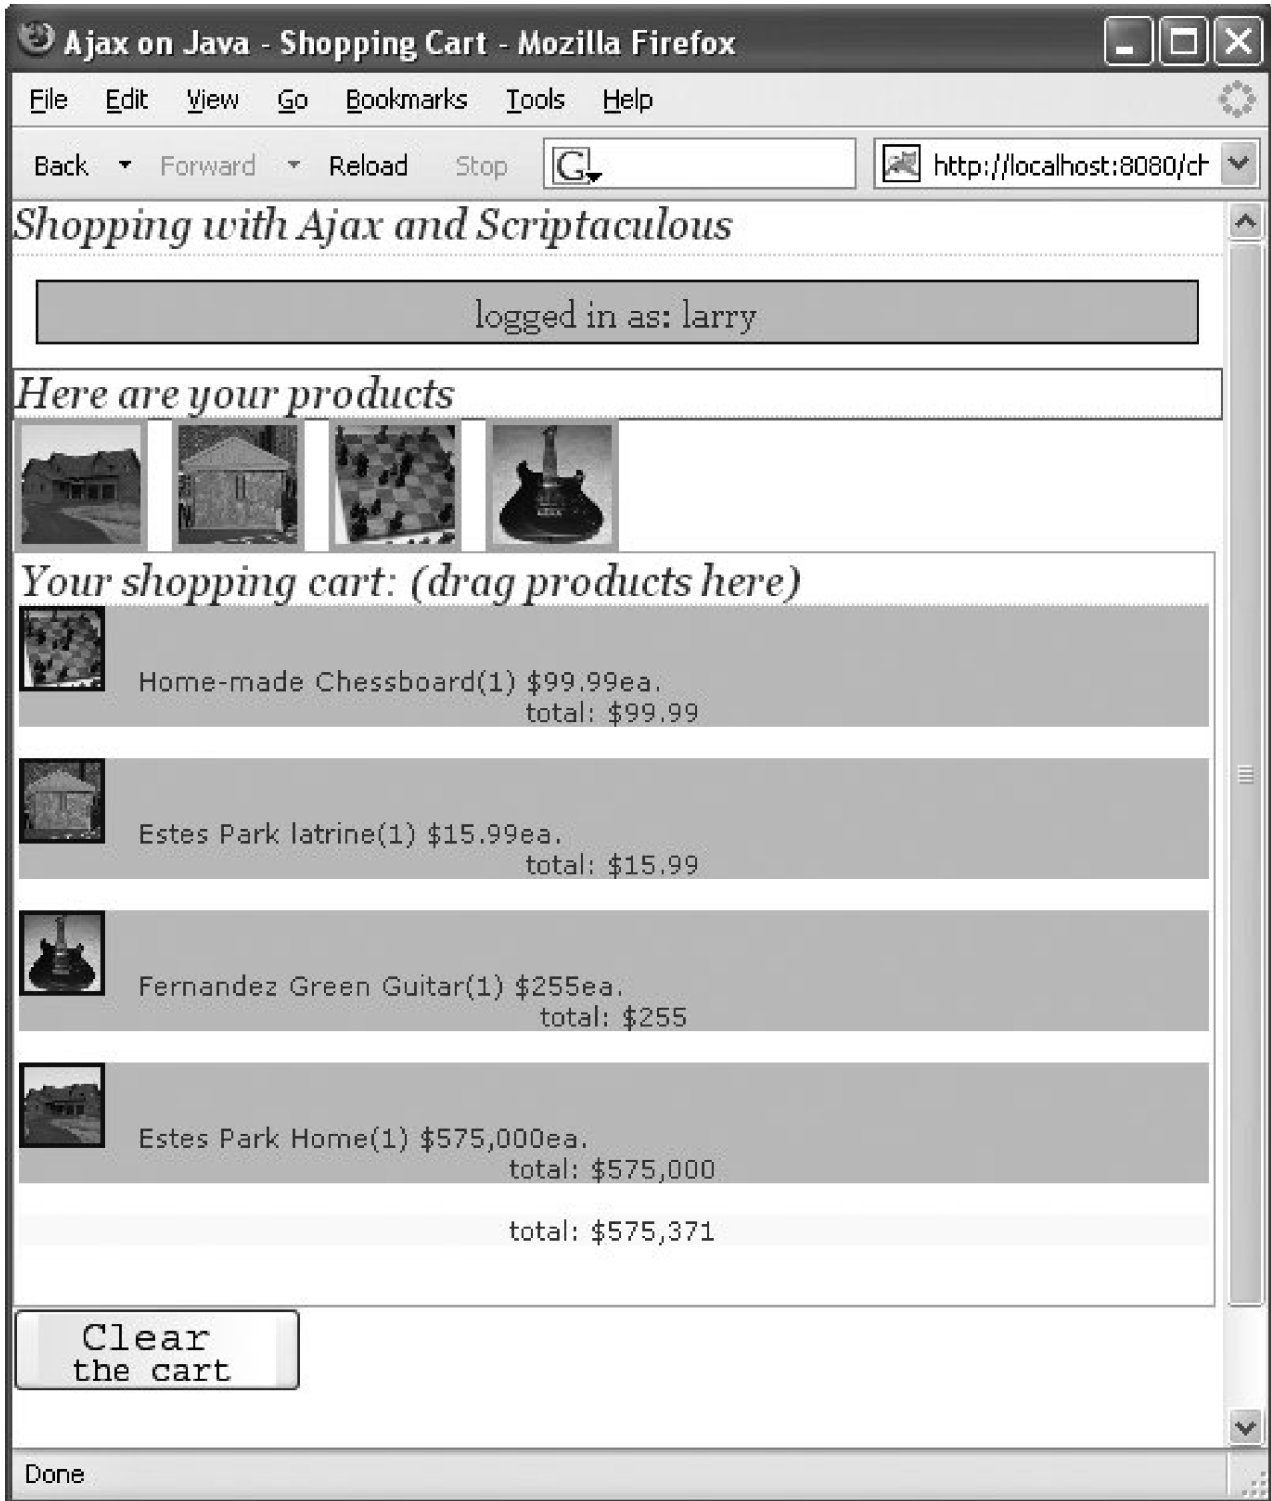 Ajax on Java - Shopping Cart - Mozilla Firefox
File Edit View Go Bookmarks Tools Help
Back Forward Reload Stop G http://localhost:8080/ch
Shopping with Ajax and Scriptaculous
logged in as: larry
Here are your products
Your shopping cart: (drag products here)
Home-made Chessboard(1) $99.99ea.
total: $99.99
Estes Park latrine(1) $15.99ea.
total: $15.99
Fernandez Green Guitar(1) $255ea.
total: $255
Estes Park Home(1) $575,000ea.
total: $575,000
total: $575,371
Clear
the cart
Done